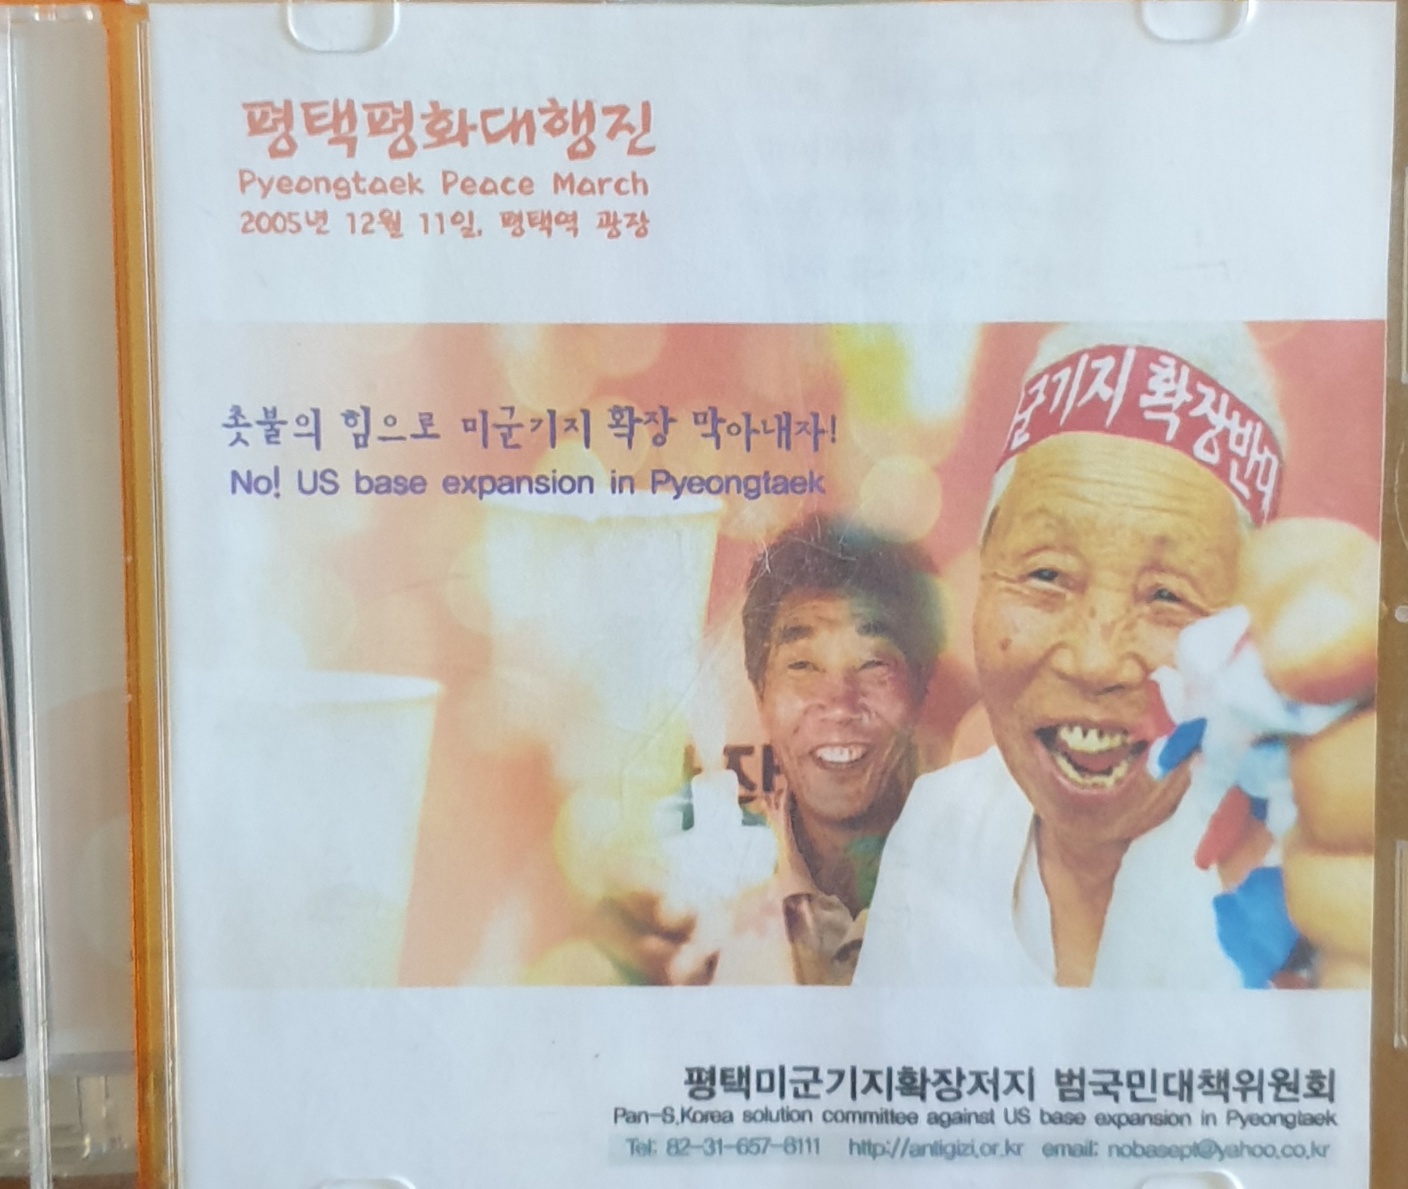 평택평화대행진
Pyeongtaek Peace March
2005년 12월 11일, 평택역 광장
군기지 확장반대
촛불의 힘으로 미군기지 확장 막아내자!
No! US base expansion in Pyeongtaek
장
평택미군기지확장저지 범국민대책위원회
Pan-S.Korea solution committee against US base expansion in Pyeongtaek
Tel: 82-31-657-8111 http://antigizi.or.kr email: nobasept@yahoo.co.kr